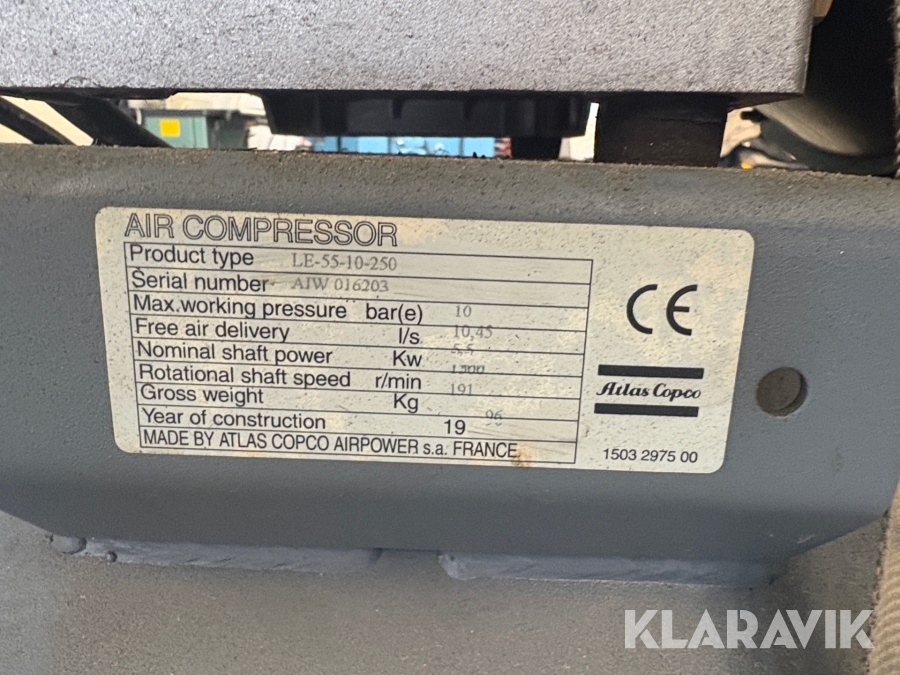 AIR COMPRESSOR
Product type LE-55-10-250
Serial number AIW 016203
Max.working pressure bar(e) 10
Free air delivery l/s 10,45
Nominal shaft power Kw 5,5
Rotational shaft speed r/min 1500
Gross weight Kg 191
Year of construction 19 96
MADE BY ATLAS COPCO AIRPOWER s.a. FRANCE
CE
Atlas Copco
1503 2975 00
KLARAVIK